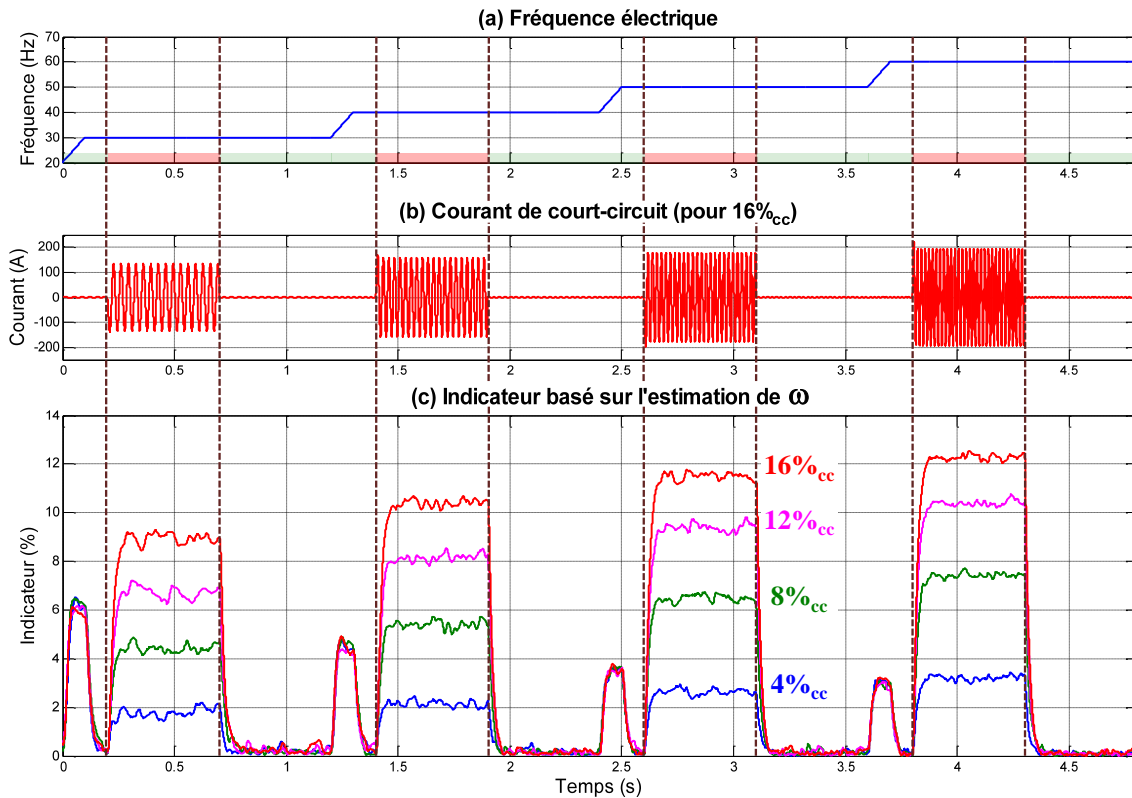 (a) Fréquence électrique
Fréquence (Hz)
70
60
50
40
30
20
0 0.5 1 1.5 2 2.5 3 3.5 4 4.5
(b) Courant de court-circuit (pour 16%cc)
Courant (A)
200
100
0
-100
-200
0 0.5 1 1.5 2 2.5 3 3.5 4 4.5
(c) Indicateur basé sur l'estimation de ω
Indicateur (%)
14
12
10
8
6
4
2
0
16%cc
12%cc
8%cc
4%cc
0 0.5 1 1.5 2 2.5 3 3.5 4 4.5
Temps (s)